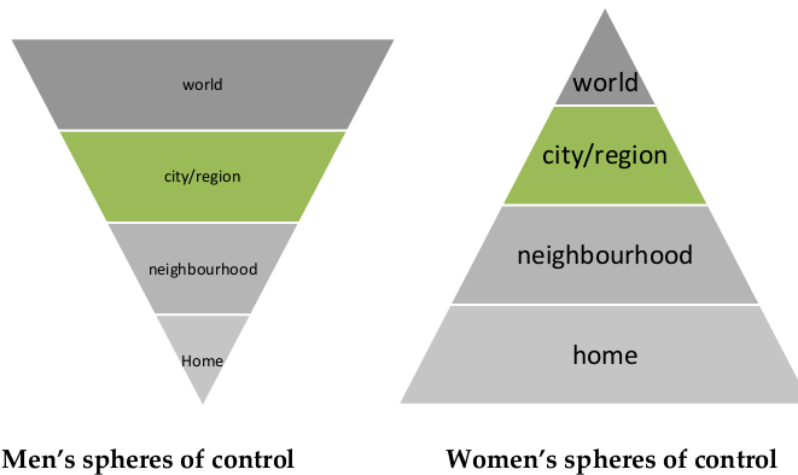 world
city/region
neighbourhood
Home
world
city/region
neighbourhood
home
Men’s spheres of control
Women’s spheres of control